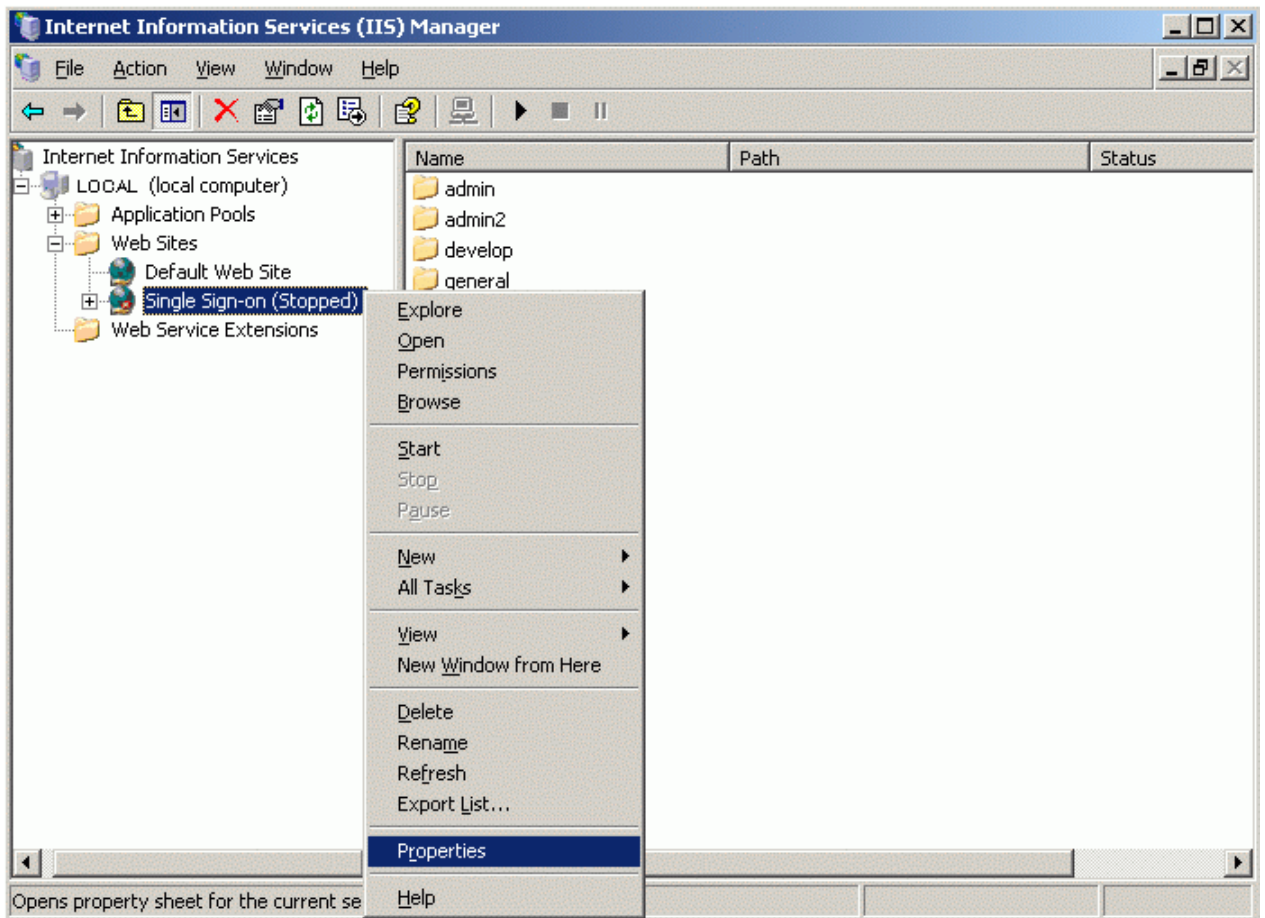 Internet Information Services (IIS) Manager
File Action View Window Help
Internet Information Services
LOCAL (local computer)
Application Pools
Web Sites
Default Web Site
Single Sign-on (Stopped)
Web Service Extensions
Name Path Status
admin
admin2
develop
general
Explore
Open
Permissions
Browse
Start
Stop
Pause
New
All Tasks
View
New Window from Here
Delete
Rename
Refresh
Export List...
Properties
Help
Opens property sheet for the current se